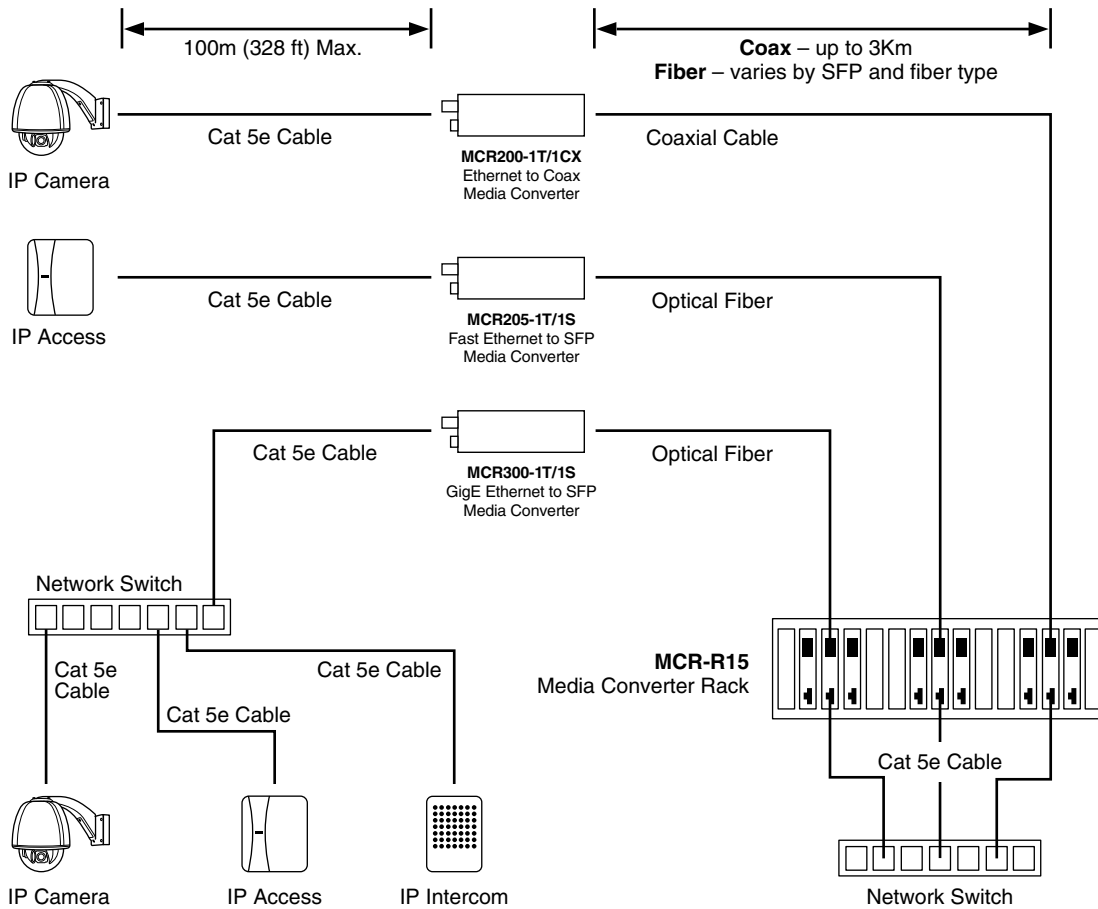 100m (328 ft) Max.
Coax – up to 3Km
Fiber – varies by SFP and fiber type
IP Camera
Cat 5e Cable
MCR200-1T/1CX
Ethernet to Coax
Media Converter
Coaxial Cable
IP Access
Cat 5e Cable
MCR205-1T/1S
Fast Ethernet to SFP
Media Converter
Optical Fiber
Cat 5e Cable
MCR300-1T/1S
GigE Ethernet to SFP
Media Converter
Optical Fiber
Network Switch
Cat 5e
Cable
Cat 5e Cable
Cat 5e Cable
MCR-R15
Media Converter Rack
Cat 5e Cable
IP Camera
IP Access
IP Intercom
Network Switch